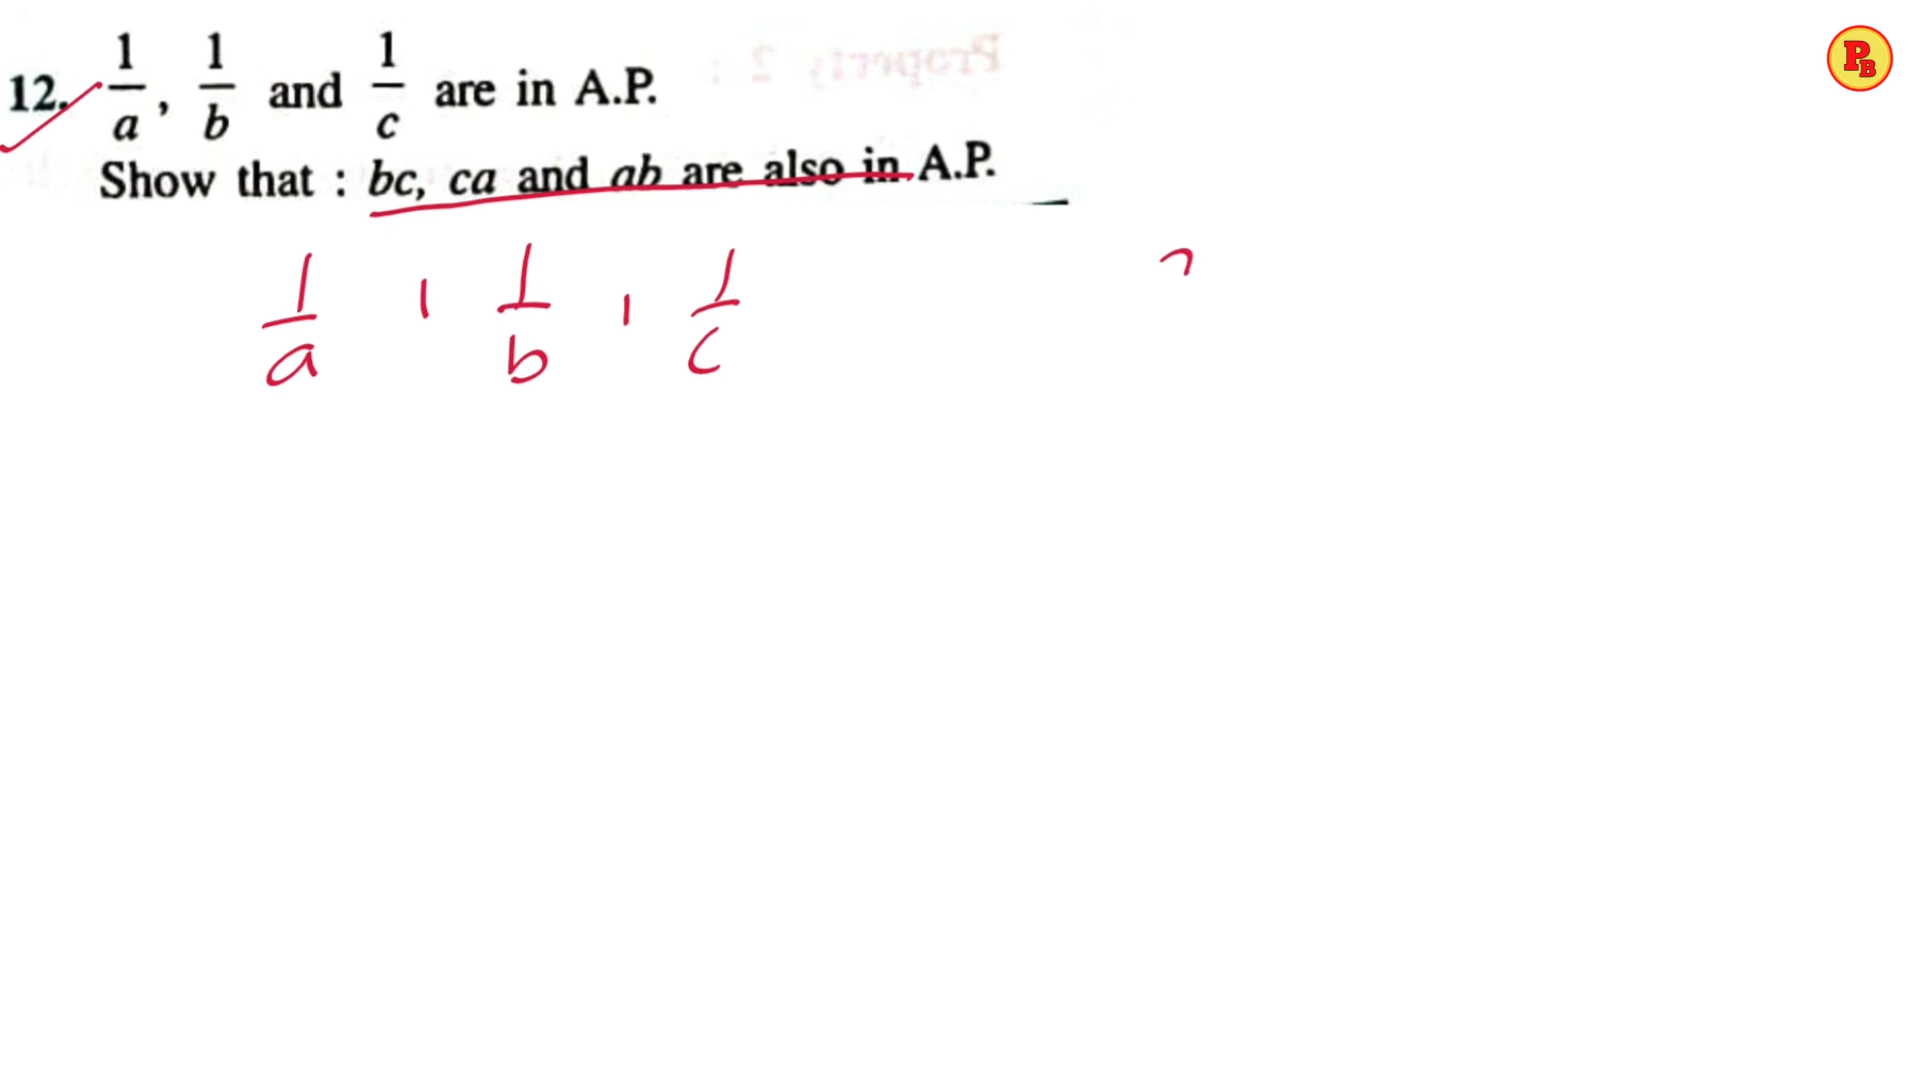 12. 1/a, 1/b and 1/c are in A.P.
Show that : bc, ca and ab are also in A.P.
1/a , 1/b , 1/c
PB